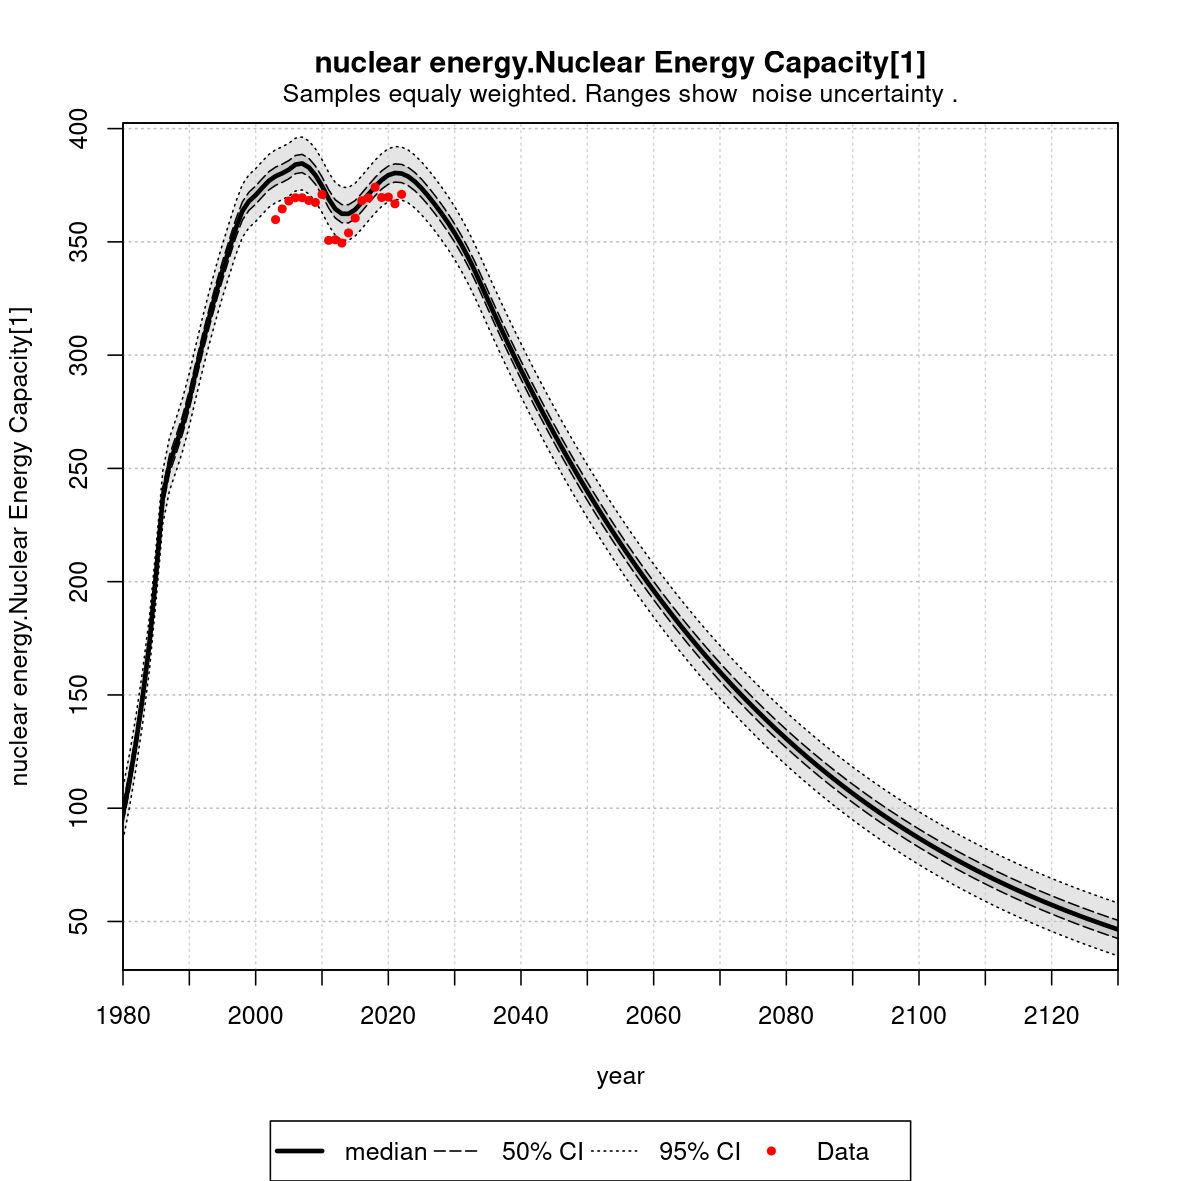 nuclear energy.Nuclear Energy Capacity[1]
Samples equaly weighted. Ranges show  noise uncertainty .
nuclear energy.Nuclear Energy Capacity[1]
400
350
300
250
200
150
100
50
1980 2000 2020 2040 2060 2080 2100 2120
year
median 50% CI 95% CI Data